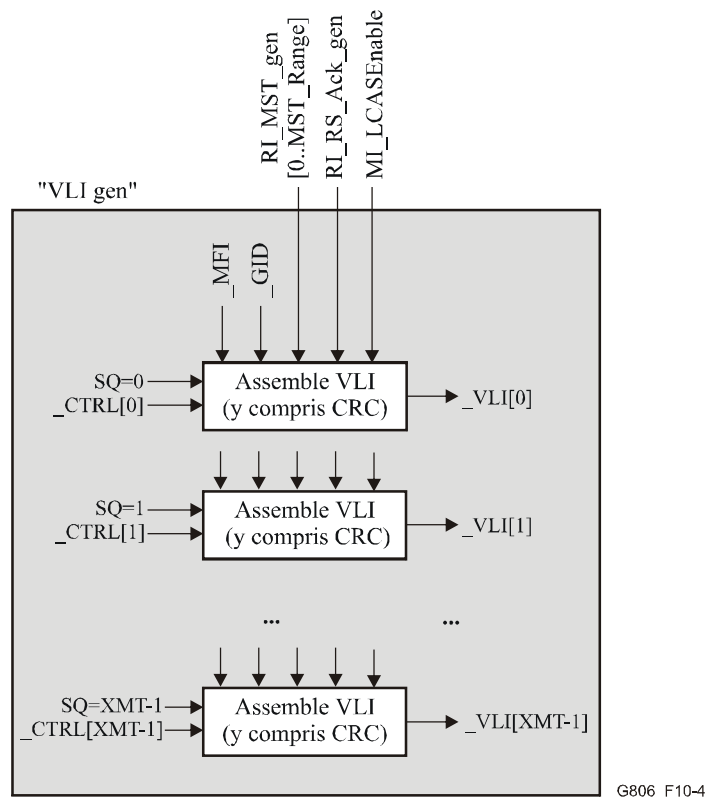 RI_MST_gen
[0..MST_Range]
RI_RS_Ack_gen
MI_LCASEnable
"VLI gen"
_MFI
_GID
SQ=0
_CTRL[0]
Assemble VLI
(y compris CRC)
_VLI[0]
SQ=1
_CTRL[1]
Assemble VLI
(y compris CRC)
_VLI[1]
...
...
SQ=XMT-1
_CTRL[XMT-1]
Assemble VLI
(y compris CRC)
_VLI[XMT-1]
G806_F10-4